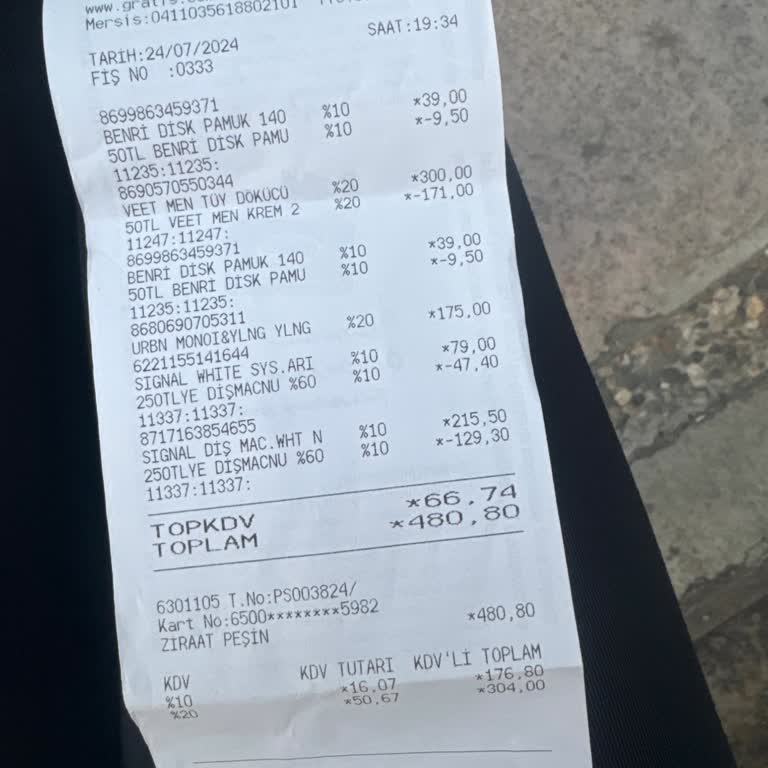 www.gratis.
Mersis:0411035618802101
SAAT:19:34
TARİH:24/07/2024
FİŞ NO :0333
8699863459371
BENRİ DİSK PAMUK 140 %10 *39,00
50TL BENRİ DİSK PAMU %10 *-9,50
11235:11235:
8690570550344
VEET MEN TÜY DÖKÜCÜ %20 *300,00
50TL VEET MEN KREM 2 %20 *-171,00
11247:11247:
8699863459371
BENRİ DİSK PAMUK 140 %10 *39,00
50TL BENRİ DİSK PAMU %10 *-9,50
11235:11235:
8680690705311
URBN MONOI&YLNG YLNG %20 *175,00
6221155141644
SIGNAL WHITE SYS.ARI %10 *79,00
250TLYE DİŞMACNU %60 %10 *-47,40
11337:11337:
8717163854655
SIGNAL DİŞ MAC.WHT N %10 *215,50
250TLYE DİŞMACNU %60 %10 *-129,30
11337:11337:
TOPKDV *66,74
TOPLAM *480,80
6301105 T.No:PS003824/
Kart No:6500********5982
ZİRAAT PEŞİN *480,80
KDV KDV TUTARI KDV'Lİ TOPLAM
%10 *16,07 *176,80
%20 *50,67 *304,00